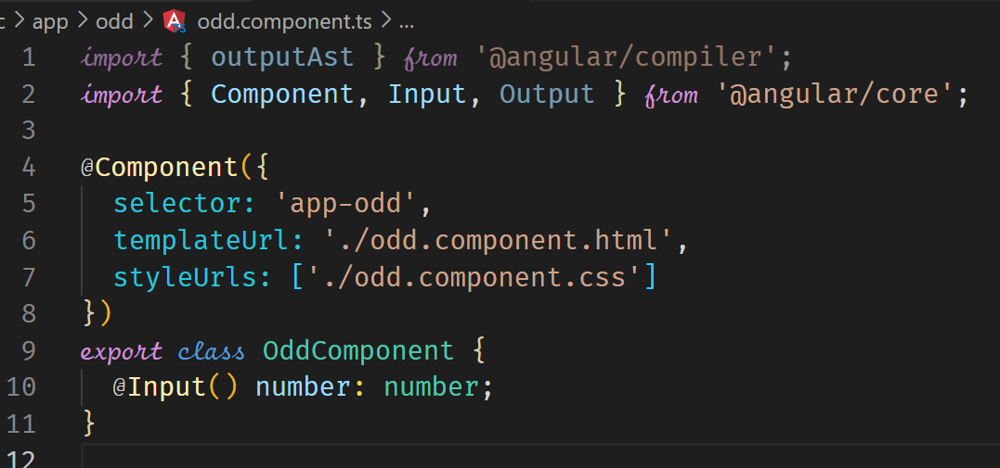 c > app > odd > odd.component.ts > ...
1 import { outputAst } from '@angular/compiler';
2 import { Component, Input, Output } from '@angular/core';
3
4 @Component({
5   selector: 'app-odd',
6   templateUrl: './odd.component.html',
7   styleUrls: ['./odd.component.css']
8 })
9 export class OddComponent {
10   @Input() number: number;
11 }
12